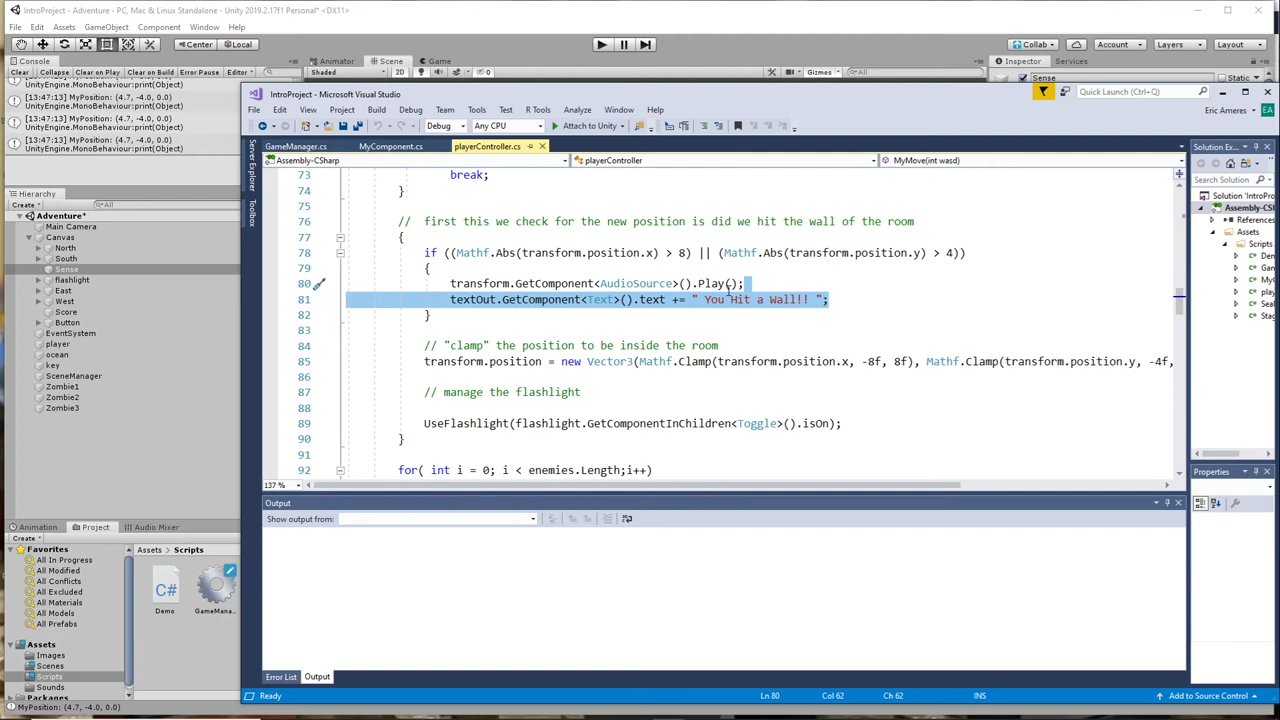 IntroProject - Adventure - PC, Mac & Linux Standalone - Unity 2019.2.17f1 Personal* <DX11>
File Edit Assets GameObject Component Window Help
Center Local Collab Account Layers Layout
Console Animator Scene Game Inspector Services
Clear Collapse Clear on Play Clear on Build Error Pause Editor Shaded 2D 0 Gizmos All Sense Static
[13:47:13] MyPosition: (4.7, -4.0, 0.0)
UnityEngine.MonoBehaviour:print(Object)
[13:47:13] MyPosition: (4.7, -4.0, 0.0)
UnityEngine.MonoBehaviour:print(Object)
[13:47:13] MyPosition: (4.7, -4.0, 0.0)
UnityEngine.MonoBehaviour:print(Object)
Hierarchy
Create All
Adventure*
Main Camera
Canvas
North
South
Sense
flashlight
East
West
Score
Button
EventSystem
player
ocean
key
SceneManager
Zombie1
Zombie2
Zombie3
Animation Project Audio Mixer
Create
Favorites
All In Progress
All Modified
All Conflicts
All Excluded
All Materials
All Models
All Prefabs
Assets
Images
Scenes
Scripts
Sounds
Packages
Assets Scripts
C#
Demo GameMana...
MyPosition: (4.7, -4.0, 0.0)
IntroProject - Microsoft Visual Studio
Quick Launch (Ctrl+Q)
File Edit View Project Build Debug Team Tools Test R Tools Analyze Window Help
Eric Ameres EA
Debug Any CPU Attach to Unity
Server Explorer
Toolbox
GameManager.cs MyComponent.cs playerController.cs
Assembly-CSharp playerController MyMove(int wasd)
73 break;
74 }
75
76 // first this we check for the new position is did we hit the wall of the room
77 {
78 if ((Mathf.Abs(transform.position.x) > 8) || (Mathf.Abs(transform.position.y) > 4))
79 {
80 transform.GetComponent<AudioSource>().Play();
81 textOut.GetComponent<Text>().text += " You Hit a Wall!! ";
82 }
83
84 // "clamp" the position to be inside the room
85 transform.position = new Vector3(Mathf.Clamp(transform.position.x, -8f, 8f), Mathf.Clamp(transform.position.y, -4f,
86
87 // manage the flashlight
88
89 UseFlashlight(flashlight.GetComponentInChildren<Toggle>().isOn);
90 }
91
92 for( int i = 0; i < enemies.Length;i++)
137 %
Output
Show output from:
Error List Output
Ready Ln 80 Col 62 Ch 62 INS Add to Source Control
Solution Ex...
Search Solution
Solution 'IntroPr
Assembly-CSh
References
Assets
Scripts
Der
Ga
My
pla
Sce
Sta
Properties